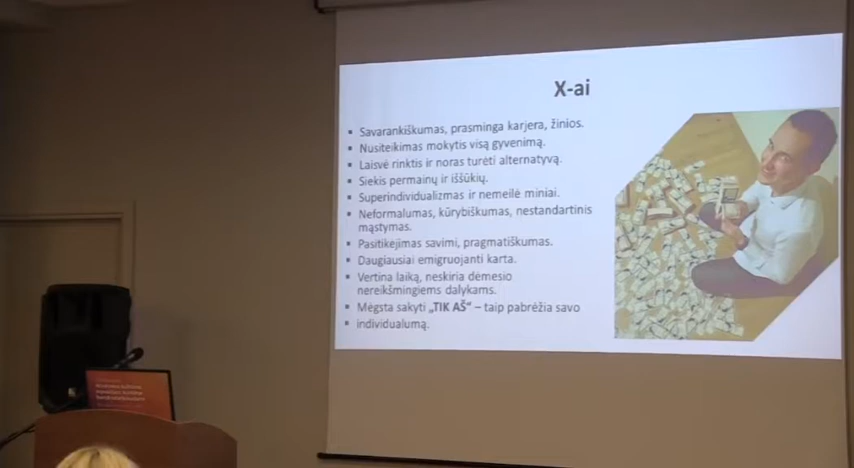 X-ai
▪ Savarankiškumas, prasminga karjera, žinios.
▪ Nusiteikimas mokytis visą gyvenimą.
▪ Laisvė rinktis ir noras turėti alternatyvą.
▪ Siekis permainų ir iššūkių.
▪ Superindividualizmas ir nemeilė miniai.
▪ Neformalumas, kūrybiškumas, nestandartinis
mąstymas.
▪ Pasitikėjimas savimi, pragmatiškumas.
▪ Daugiausiai emigruojanti karta.
▪ Vertina laiką, neskiria dėmesio
nereikšmingiems dalykams.
▪ Mėgsta sakyti „TIK AŠ“ – taip pabrėžia savo
▪ individualumą.